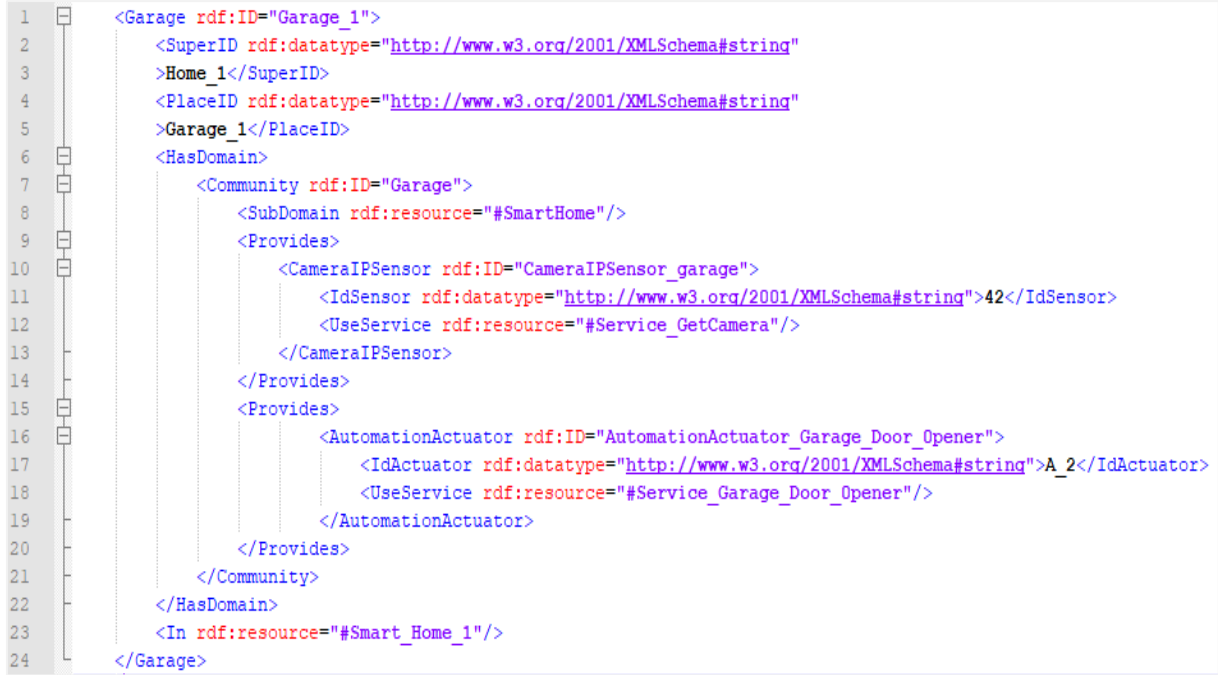 1 <Garage rdf:ID="Garage_1">
2 <SuperID rdf:datatype="http://www.w3.org/2001/XMLSchema#string"
3 >Home_1</SuperID>
4 <PlaceID rdf:datatype="http://www.w3.org/2001/XMLSchema#string"
5 >Garage_1</PlaceID>
6 <HasDomain>
7 <Community rdf:ID="Garage">
8 <SubDomain rdf:resource="#SmartHome"/>
9 <Provides>
10 <CameraIPSensor rdf:ID="CameraIPSensor_garage">
11 <IdSensor rdf:datatype="http://www.w3.org/2001/XMLSchema#string">42</IdSensor>
12 <UseService rdf:resource="#Service_GetCamera"/>
13 </CameraIPSensor>
14 </Provides>
15 <Provides>
16 <AutomationActuator rdf:ID="AutomationActuator_Garage_Door_Opener">
17 <IdActuator rdf:datatype="http://www.w3.org/2001/XMLSchema#string">A_2</IdActuator>
18 <UseService rdf:resource="#Service_Garage_Door_Opener"/>
19 </AutomationActuator>
20 </Provides>
21 </Community>
22 </HasDomain>
23 <In rdf:resource="#Smart_Home_1"/>
24 </Garage>